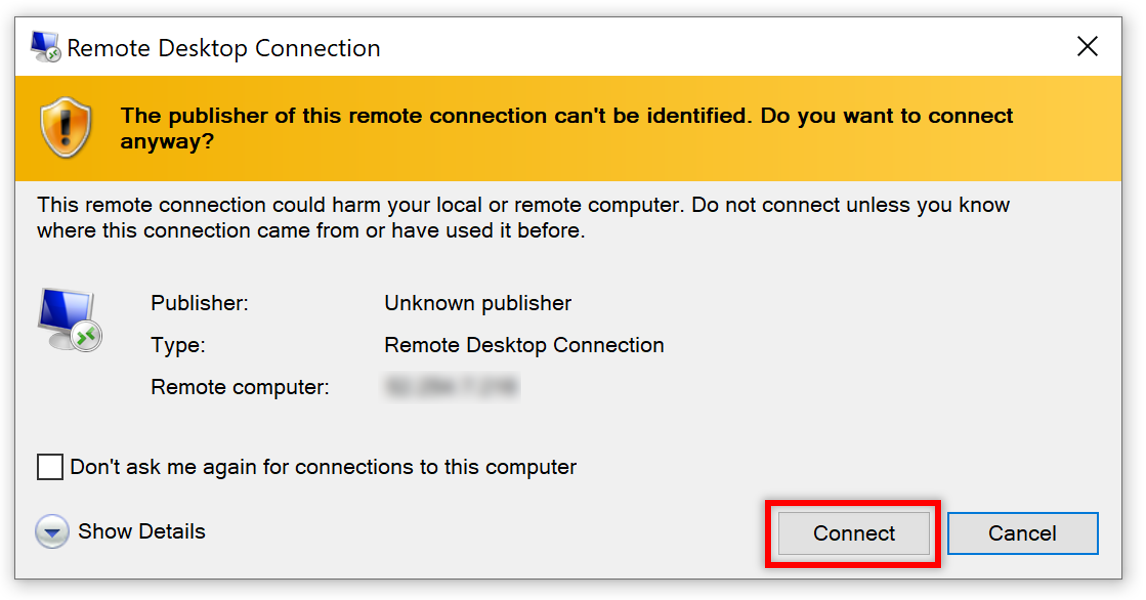 Remote Desktop Connection
The publisher of this remote connection can't be identified. Do you want to connect
anyway?
This remote connection could harm your local or remote computer. Do not connect unless you know
where this connection came from or have used it before.
Publisher: Unknown publisher
Type: Remote Desktop Connection
Remote computer:
Don't ask me again for connections to this computer
Show Details
Connect Cancel